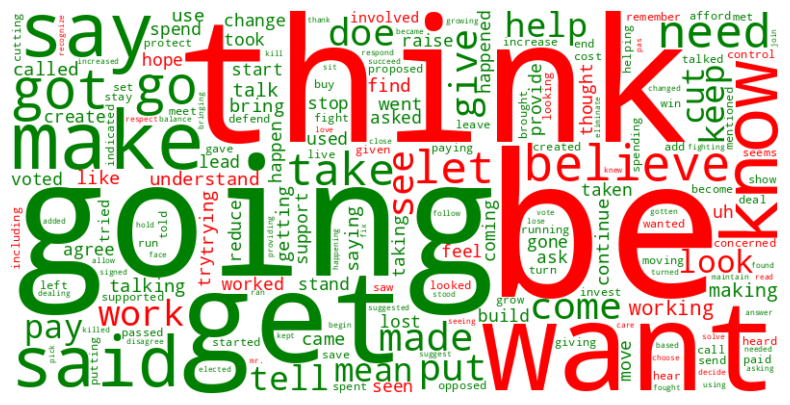 say
think
need
know
help
doe
give
use
spend
change
took
involved
raise
increase
remember
afford
met
join
cutting
recognize
thank
growing
became
protect
hope
kill
respond
succeed
pas
end
cost
helping
control
called
increased
start
sit
happened
proposed
talked
changed
win
got
go
set
stay
buy
find
looking
cut
keep
create
meet
talk
bring
stop
fight
went
provide
thought
brought
eliminate
mentioned
indicated
respect
balance
bringing
defend
used
asked
leave
love
close
happen
gave
lead
live
given
paying
created
spending
add
fighting
seems
make
voted
like
understand
take
see
let
believe
knew
become
show
deal
going
be
including
added
tried
trytrying
reduce
getting
support
saying
taking
coming
follow
taken
uh
wanted
gotten
concerned
vote
lose
running
gone
continue
agree
hold
told
run
face
allow
signed
providing
happening
fix
feel
ask
turn
moving
turned
look
found
maintain
read
left
dealing
talking
worked
stand
saw
looked
stood
grow
invest
making
get
want
work
supported
passed
ran
suggested
build
come
working
pay
killed
disagree
started
came
lost
made
seeing
care
solve
answer
putting
kept
begin
save
suggest
giving
move
based
needed
heard
choose
call
send
decide
paid
asking
said
pick
elected
mr.
tell
spent
mean
seen
put
opposed
hear
fought
using